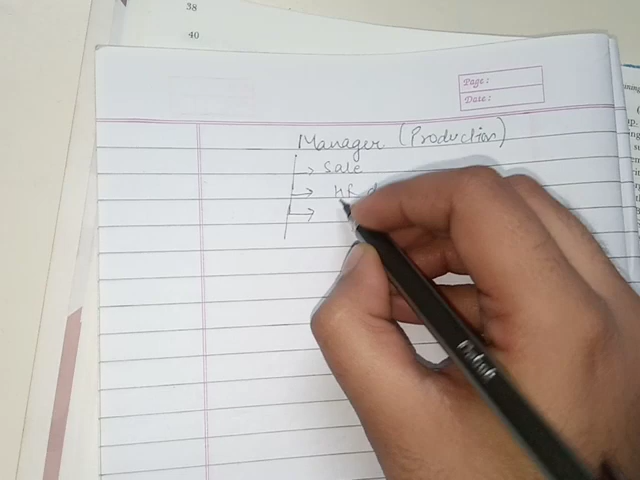 38
40
Page:
Date:
Manager (Production)
→ Sale
→ HR d
→